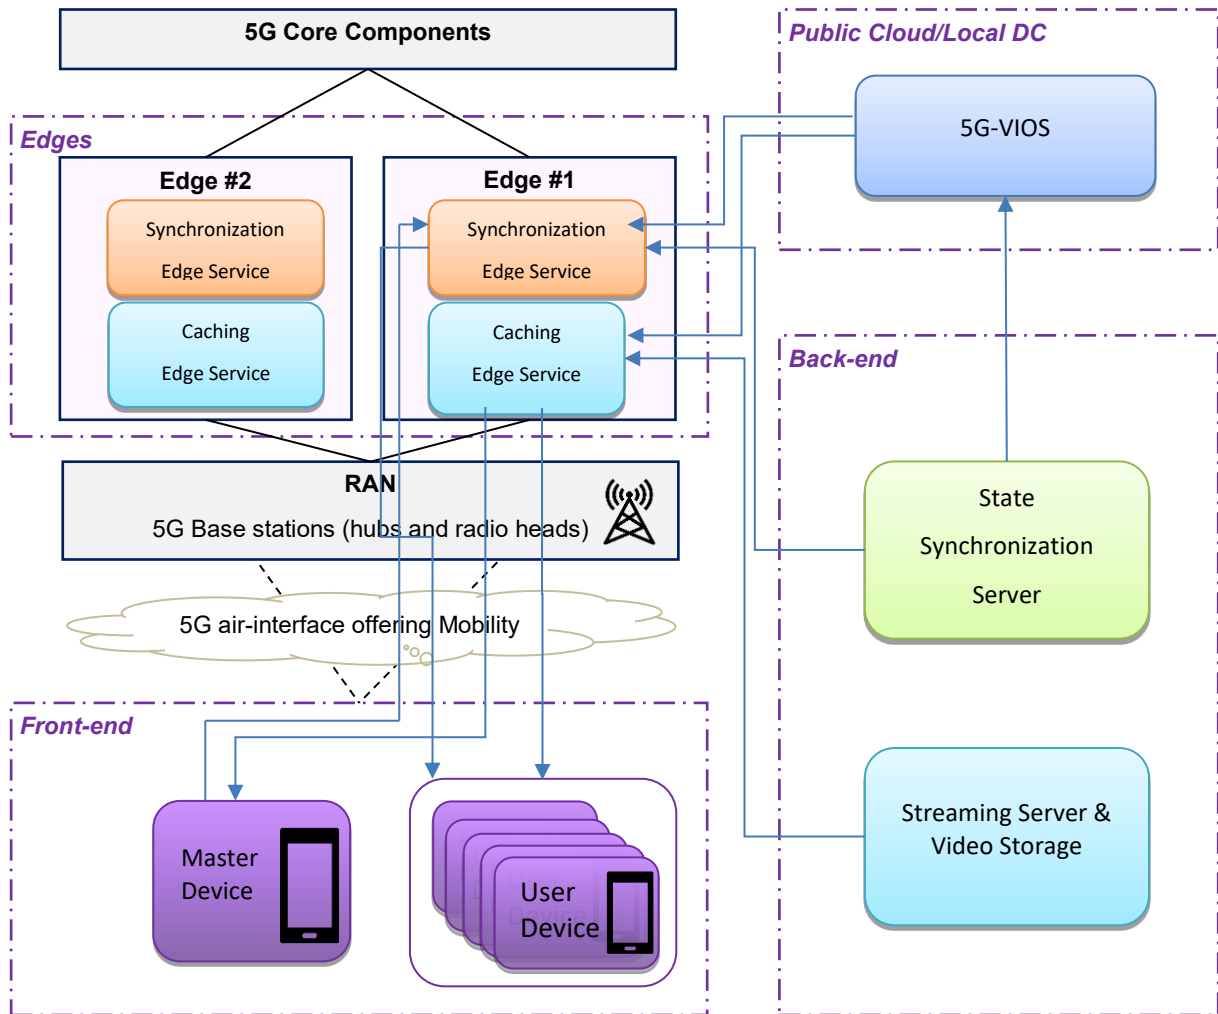 5G Core Components
Public Cloud/Local DC
5G-VIOS
Edges
Edge #2
Synchronization
Edge Service
Caching
Edge Service
Edge #1
Synchronization
Edge Service
Caching
Edge Service
RAN
5G Base stations (hubs and radio heads)
5G air-interface offering Mobility
Back-end
State
Synchronization
Server
Streaming Server &
Video Storage
Front-end
Master
Device
User
Device